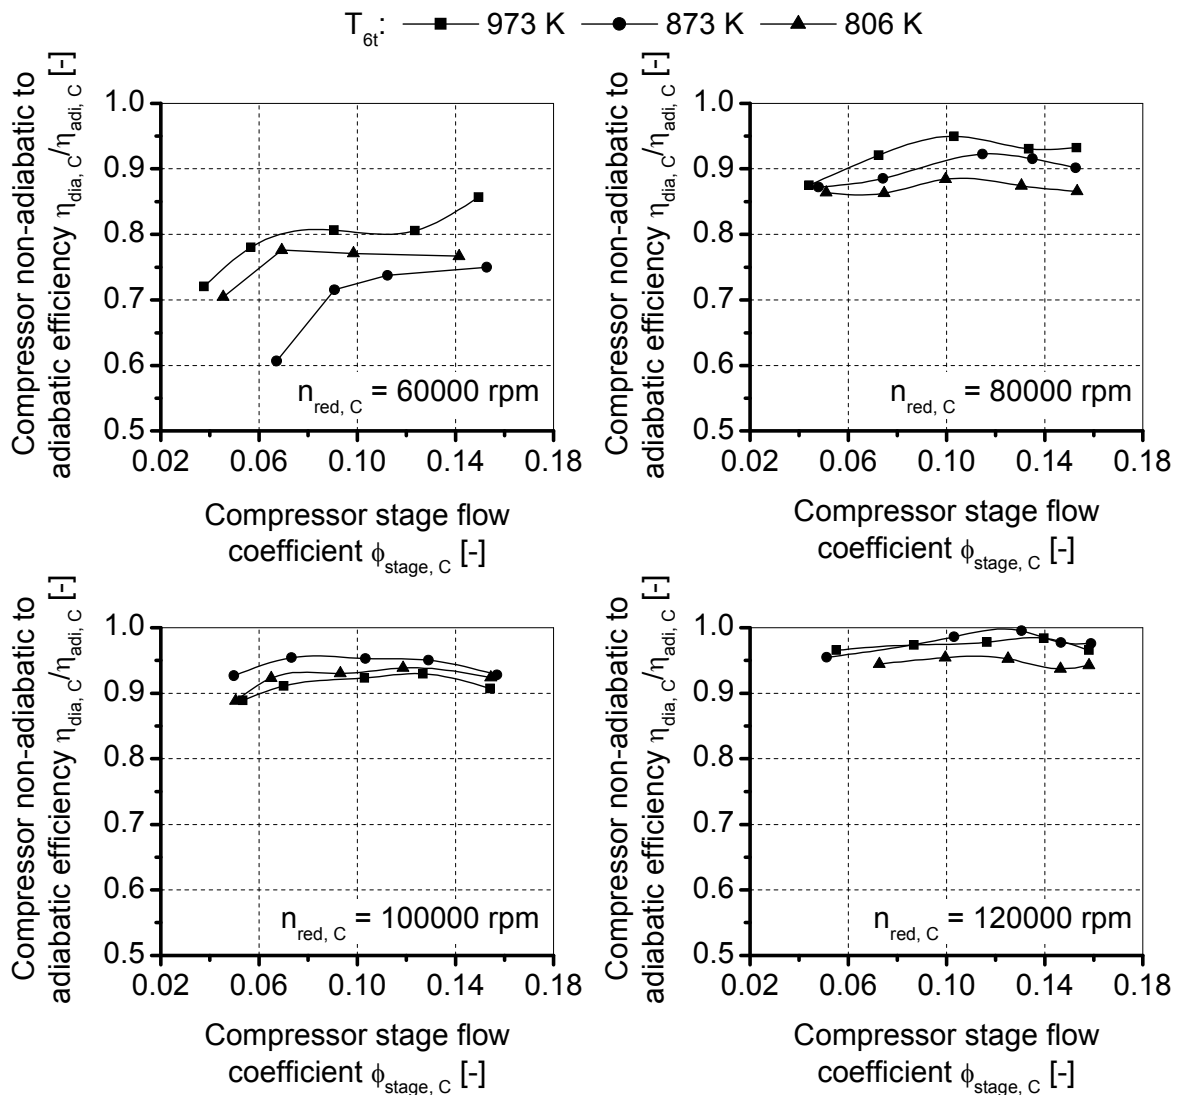 T6t: 973 K 873 K 806 K
Compressor non-adiabatic to
adiabatic efficiency ηdia, C/ηadi, C [-]
1.0
0.9
0.8
0.7
0.6
0.5
nred, C = 60000 rpm
0.02 0.06 0.10 0.14 0.18
Compressor stage flow
coefficient ϕstage, C [-]
Compressor non-adiabatic to
adiabatic efficiency ηdia, C/ηadi, C [-]
1.0
0.9
0.8
0.7
0.6
0.5
nred, C = 80000 rpm
0.02 0.06 0.10 0.14 0.18
Compressor stage flow
coefficient ϕstage, C [-]
Compressor non-adiabatic to
adiabatic efficiency ηdia, C/ηadi, C [-]
1.0
0.9
0.8
0.7
0.6
0.5
nred, C = 100000 rpm
0.02 0.06 0.10 0.14 0.18
Compressor stage flow
coefficient ϕstage, C [-]
Compressor non-adiabatic to
adiabatic efficiency ηdia, C/ηadi, C [-]
1.0
0.9
0.8
0.7
0.6
0.5
nred, C = 120000 rpm
0.02 0.06 0.10 0.14 0.18
Compressor stage flow
coefficient ϕstage, C [-]